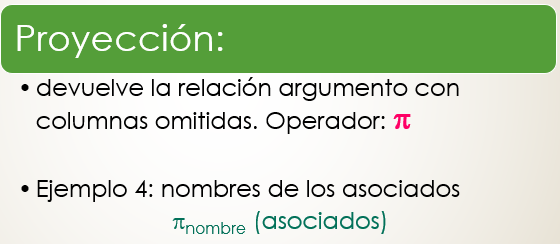 Proyección:
• devuelve la relación argumento con
columnas omitidas. Operador: π
• Ejemplo 4: nombres de los asociados
πnombre (asociados)